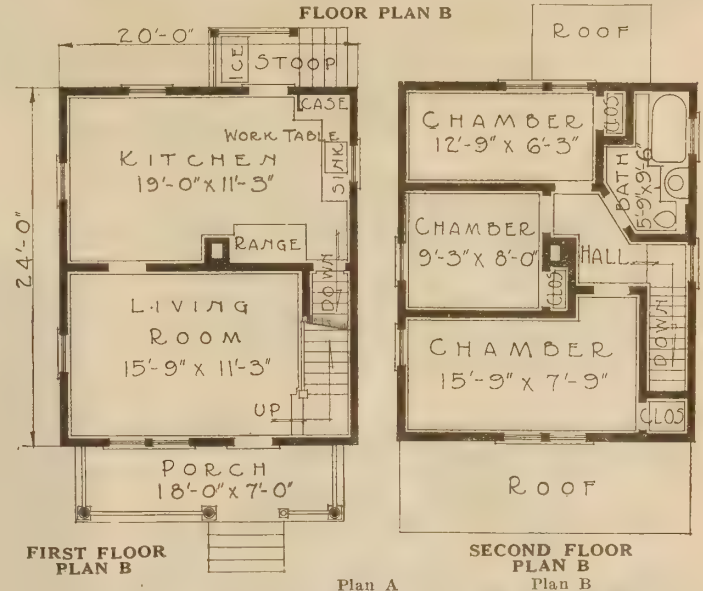 FLOOR PLAN B
20'-0"
ICE
STOOP
CASE
WORK TABLE
KITCHEN
19'-0" X 11'-3"
SINK
RANGE
24'-0"
DOWN
LIVING
ROOM
15'-9" X 11'-3"
UP
PORCH
18'-0" X 7'-0"
FIRST FLOOR
PLAN B
ROOF
CHAMBER
12'-9" X 6'-3"
CLOS
BATH
5'-9" X 9'-6"
CHAMBER
9'-3" X 8'-0"
HALL
CLOS
DOWN
CHAMBER
15'-9" X 7'-9"
CLOS
ROOF
SECOND FLOOR
PLAN B
Plan A
Plan B